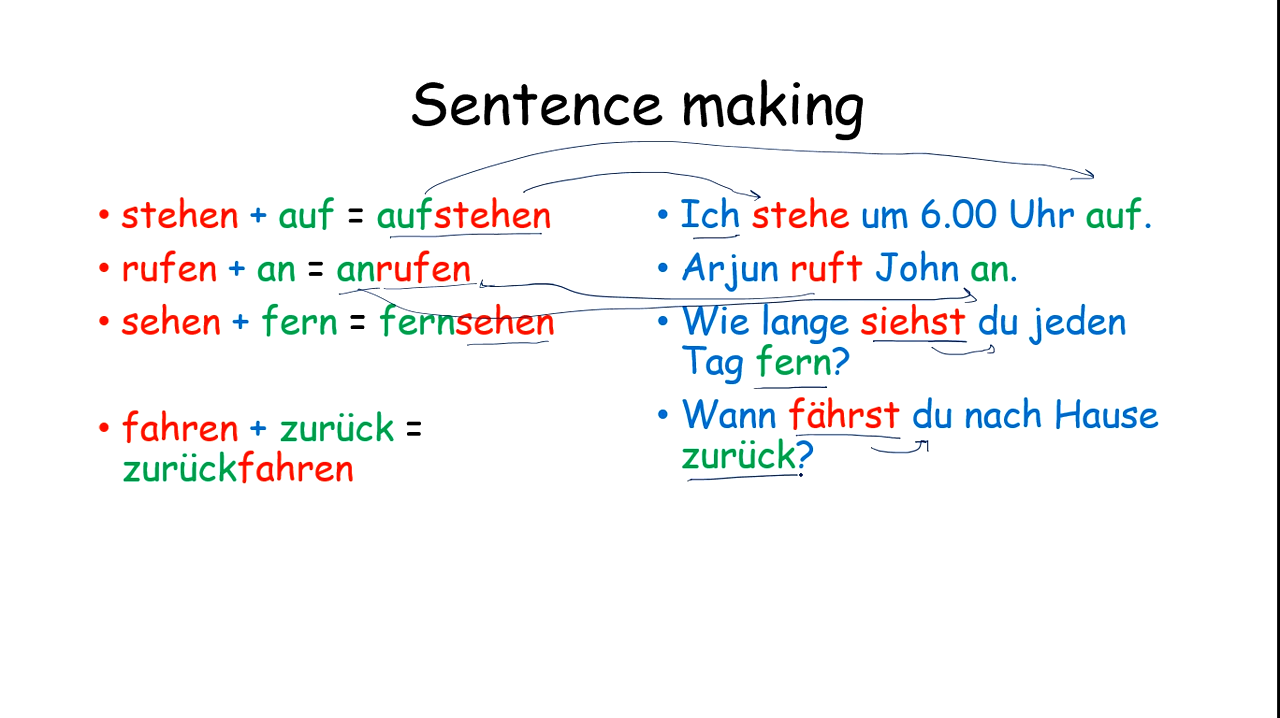 Sentence making
• stehen + auf = aufstehen
• rufen + an = anrufen
• sehen + fern = fernsehen
• fahren + zurück =
zurückfahren
• Ich stehe um 6.00 Uhr auf.
• Arjun ruft John an.
• Wie lange siehst du jeden
Tag fern?
• Wann fährst du nach Hause
zurück?